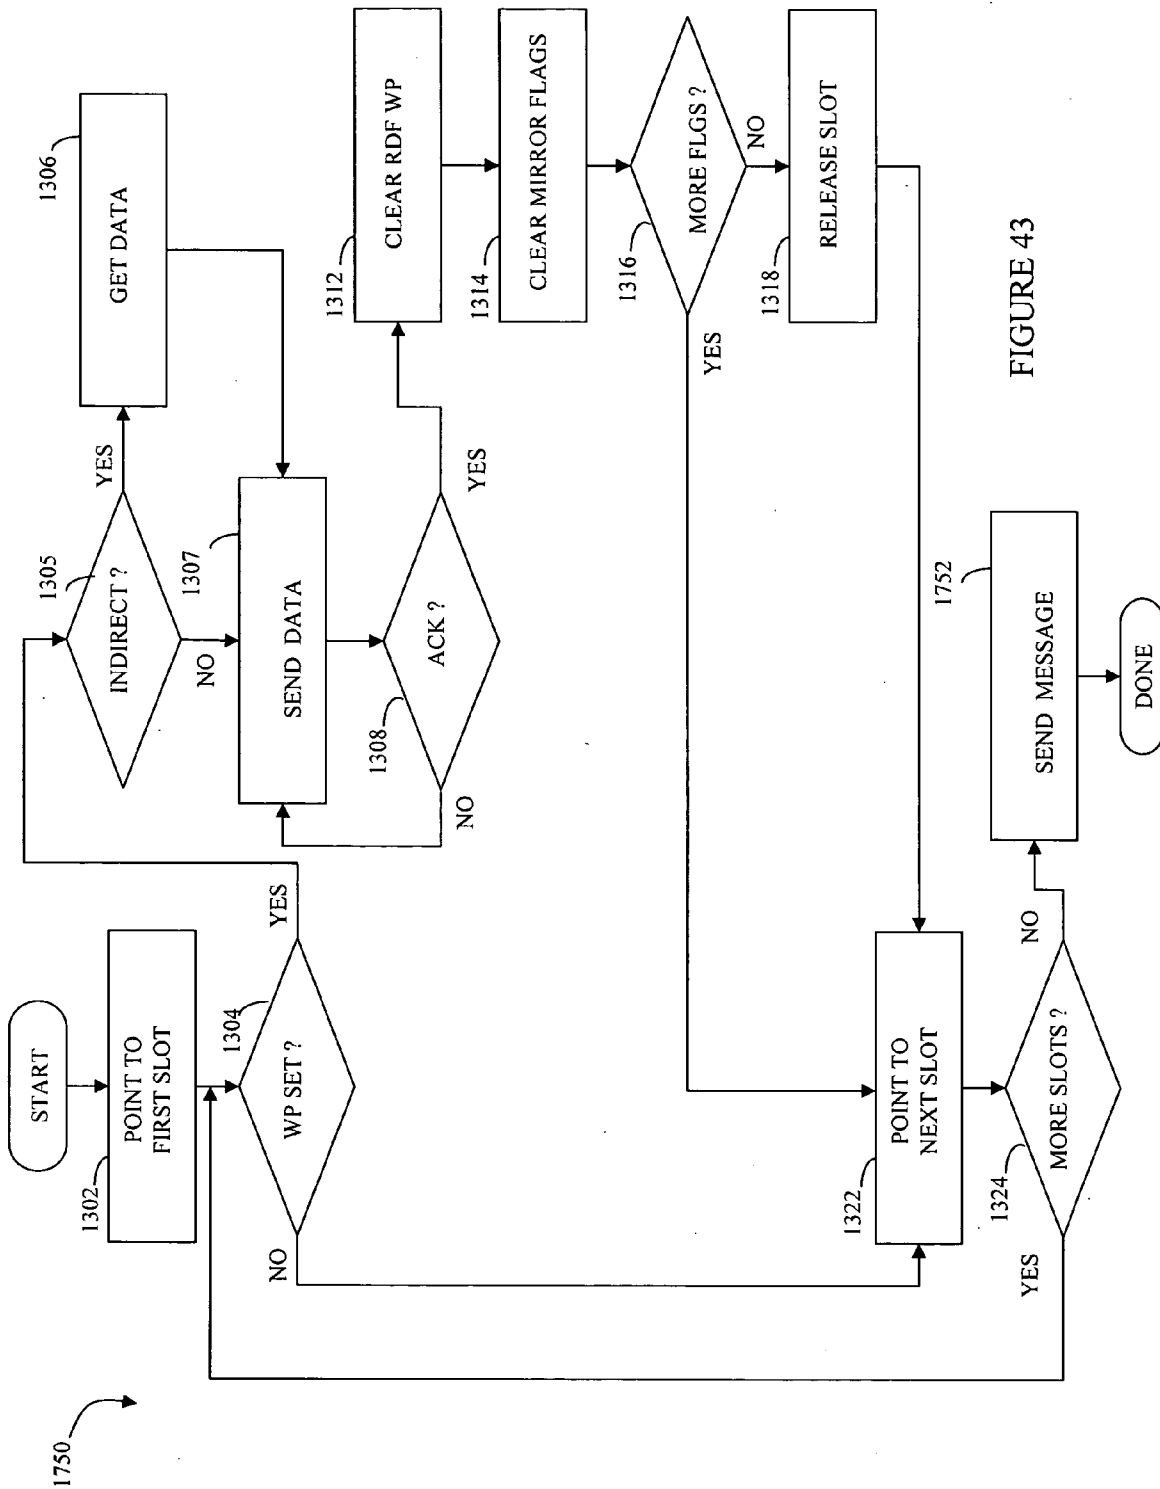 1750
START
1302
POINT TO
FIRST SLOT
1304
WP SET ?
YES
NO
1305
INDIRECT ?
YES
NO
1306
GET DATA
1307
SEND DATA
1308
ACK ?
YES
NO
1312
CLEAR RDF WP
1314
CLEAR MIRROR FLAGS
1316
MORE FLGS ?
YES
NO
1318
RELEASE SLOT
1322
POINT TO
NEXT SLOT
1324
MORE SLOTS ?
YES
NO
1752
SEND MESSAGE
DONE
FIGURE 43